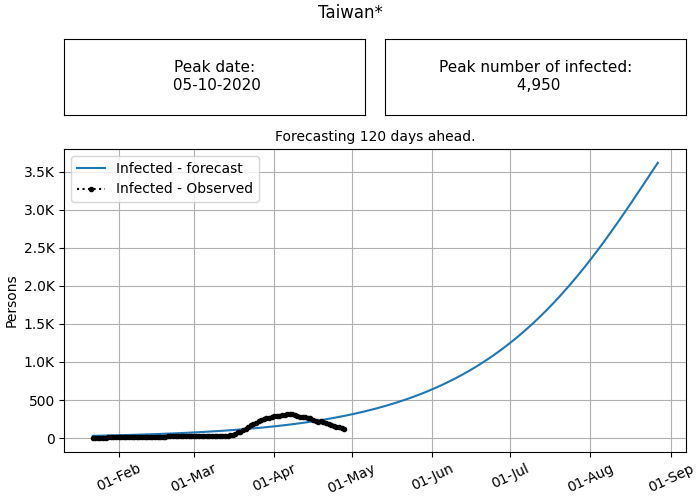 Taiwan*
Peak date:
05-10-2020
Peak number of infected:
4,950
Forecasting 120 days ahead.
Infected - forecast
Infected - Observed
Persons
3.5K
3.0K
2.5K
2.0K
1.5K
1.0K
500
0
01-Feb
01-Mar
01-Apr
01-May
01-Jun
01-Jul
01-Aug
01-Sep